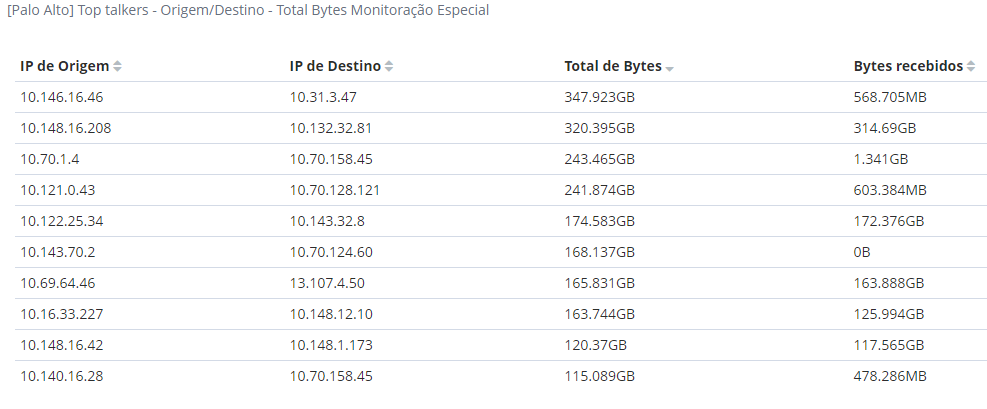 [Palo Alto] Top talkers - Origem/Destino - Total Bytes Monitoração Especial
IP de Origem IP de Destino Total de Bytes Bytes recebidos
10.146.16.46 10.31.3.47 347.923GB 568.705MB
10.148.16.208 10.132.32.81 320.395GB 314.69GB
10.70.1.4 10.70.158.45 243.465GB 1.341GB
10.121.0.43 10.70.128.121 241.874GB 603.384MB
10.122.25.34 10.143.32.8 174.583GB 172.376GB
10.143.70.2 10.70.124.60 168.137GB 0B
10.69.64.46 13.107.4.50 165.831GB 163.888GB
10.16.33.227 10.148.12.10 163.744GB 125.994GB
10.148.16.42 10.148.1.173 120.37GB 117.565GB
10.140.16.28 10.70.158.45 115.089GB 478.286MB